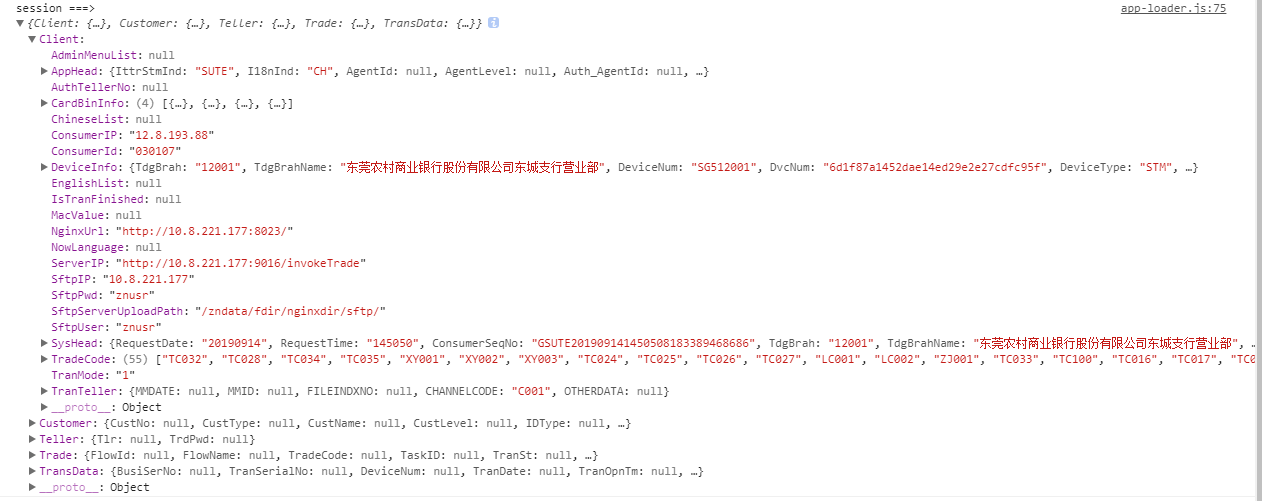 session ===> app-loader.js:75
▼{Client: {…}, Customer: {…}, Teller: {…}, Trade: {…}, TransData: {…}} i
▼Client:
AdminMenuList: null
▶AppHead: {IttrStmInd: "SUTE", I18nInd: "CH", AgentId: null, AgentLevel: null, Auth_AgentId: null, …}
AuthTellerNo: null
▶CardBinInfo: (4) [{…}, {…}, {…}, {…}]
ChineseList: null
ConsumerIP: "12.8.193.88"
ConsumerId: "030107"
▶DeviceInfo: {TdgBrah: "12001", TdgBrahName: "东莞农村商业银行股份有限公司东城支行营业部", DeviceNum: "SG512001", DvcNum: "6d1f87a1452dae14ed29e2e27cdfc95f", DeviceType: "STM", …}
EnglishList: null
IsTranFinished: null
MacValue: null
NginxUrl: "http://10.8.221.177:8023/"
NowLanguage: null
ServerIP: "http://10.8.221.177:9016/invokeTrade"
SftpIP: "10.8.221.177"
SftpPwd: "znusr"
SftpServerUploadPath: "/zndata/fdir/nginxdir/sftp/"
SftpUser: "znusr"
▶SysHead: {RequestDate: "20190914", RequestTime: "145050", ConsumerSeqNo: "GSUTE201909141450508183389468686", TdgBrah: "12001", TdgBrahName: "东莞农村商业银行股份有限公司东城支行营业部", …
▶TradeCode: (55) ["TC032", "TC028", "TC034", "TC035", "XY001", "XY002", "XY003", "TC024", "TC025", "TC026", "TC027", "LC001", "LC002", "ZJ001", "TC033", "TC100", "TC016", "TC017", "TC0
TranMode: "1"
▶TranTeller: {MMDATE: null, MMID: null, FILEINDXNO: null, CHANNELCODE: "C001", OTHERDATA: null}
▶__proto__: Object
▶Customer: {CustNo: null, CustType: null, CustName: null, CustLevel: null, IDType: null, …}
▶Teller: {Tlr: null, TrdPwd: null}
▶Trade: {FlowId: null, FlowName: null, TradeCode: null, TaskID: null, TranSt: null, …}
▶TransData: {BusiSerNo: null, TranSerialNo: null, DeviceNum: null, TranDate: null, TranOpnTm: null, …}
▶__proto__: Object